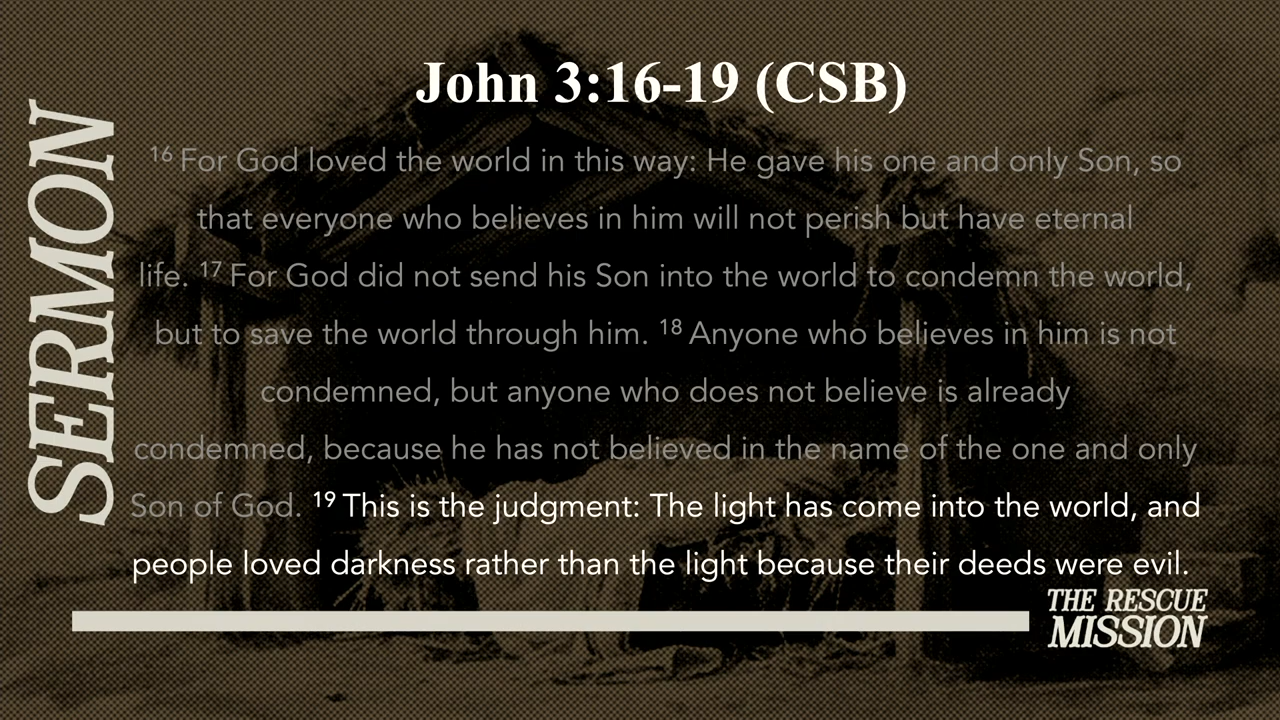 John 3:16-19 (CSB)
SERMON
16 For God loved the world in this way: He gave his one and only Son, so
that everyone who believes in him will not perish but have eternal
life. 17 For God did not send his Son into the world to condemn the world,
but to save the world through him. 18 Anyone who believes in him is not
condemned, but anyone who does not believe is already
condemned, because he has not believed in the name of the one and only
Son of God. 19 This is the judgment: The light has come into the world, and
people loved darkness rather than the light because their deeds were evil.
THE RESCUE
MISSION